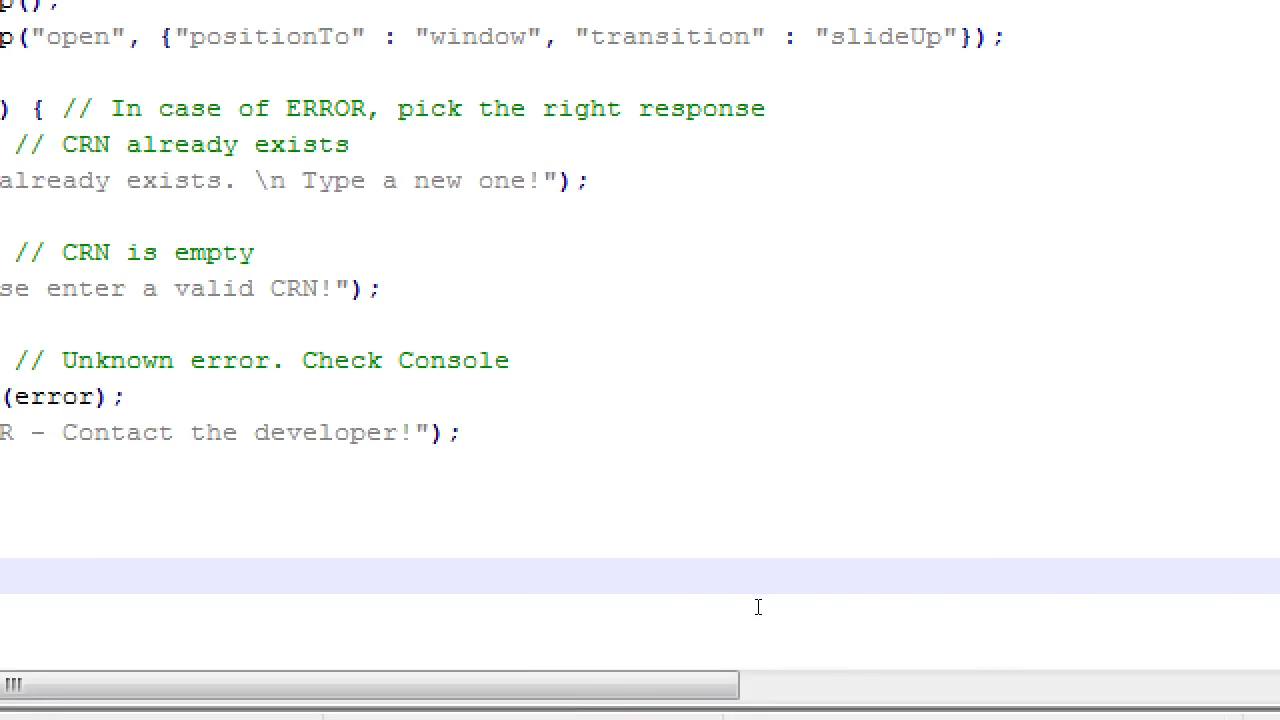 p();
p("open", {"positionTo" : "window", "transition" : "slideUp"});
) { // In case of ERROR, pick the right response
// CRN already exists
already exists. \n Type a new one!");
// CRN is empty
se enter a valid CRN!");
// Unknown error. Check Console
(error);
R - Contact the developer!");